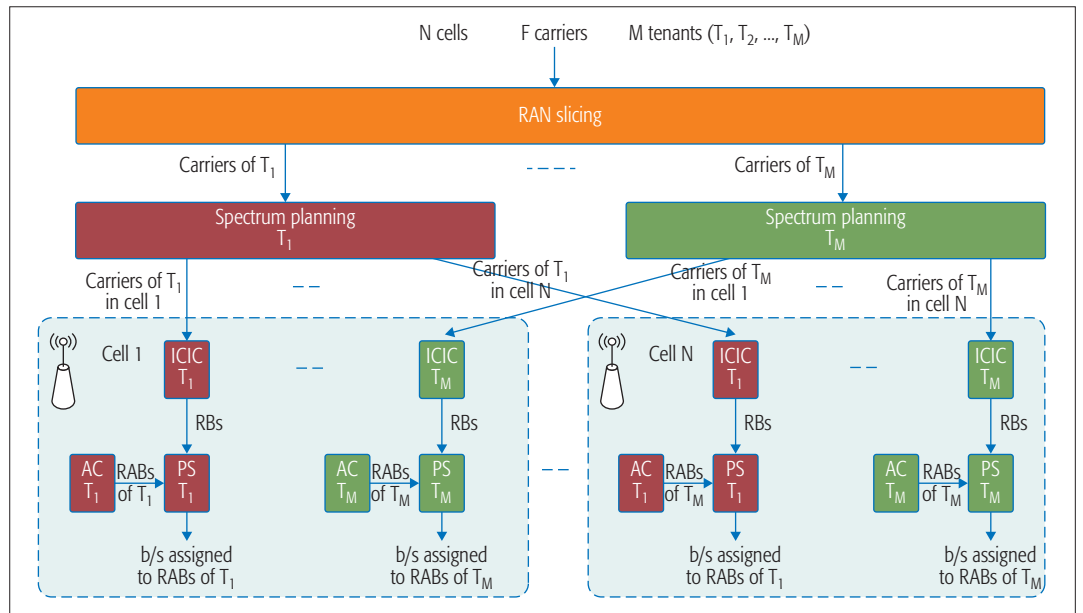 N cells F carriers M tenants (T1, T2, ..., TM)
RAN slicing
Carriers of T1
Carriers of TM
Spectrum planning
T1
Spectrum planning
TM
Carriers of T1
in cell 1
Carriers of T1
in cell N
Carriers of TM
in cell 1
Carriers of TM
in cell N
Cell 1
ICIC
T1
ICIC
TM
RBs
RBs
AC
T1
RABs
of T1
PS
T1
AC
TM
RABs
of TM
PS
TM
b/s assigned
to RABs of T1
b/s assigned
to RABs of TM
Cell N
ICIC
T1
ICIC
TM
RBs
RBs
AC
T1
RABs
of TM
PS
T1
AC
TM
RABs
of TM
PS
TM
b/s assigned
to RABs of T1
b/s assigned
to RABs of TM